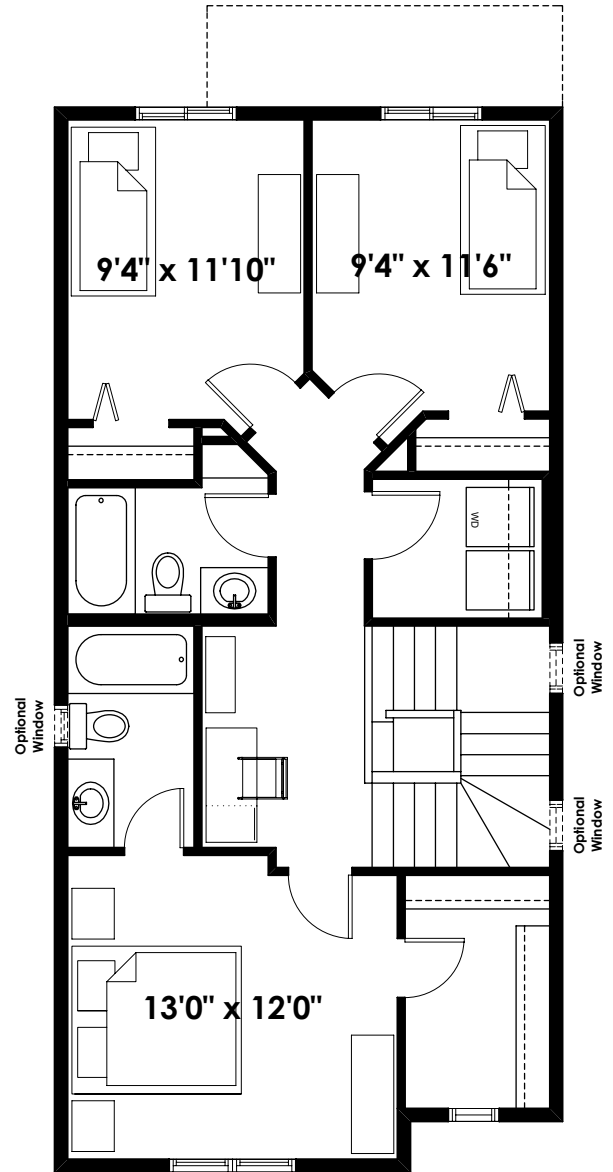 9'4" x 11'10"
9'4" x 11'6"
WD
Optional
Window
Optional
Window
Optional
Window
13'0" x 12'0"